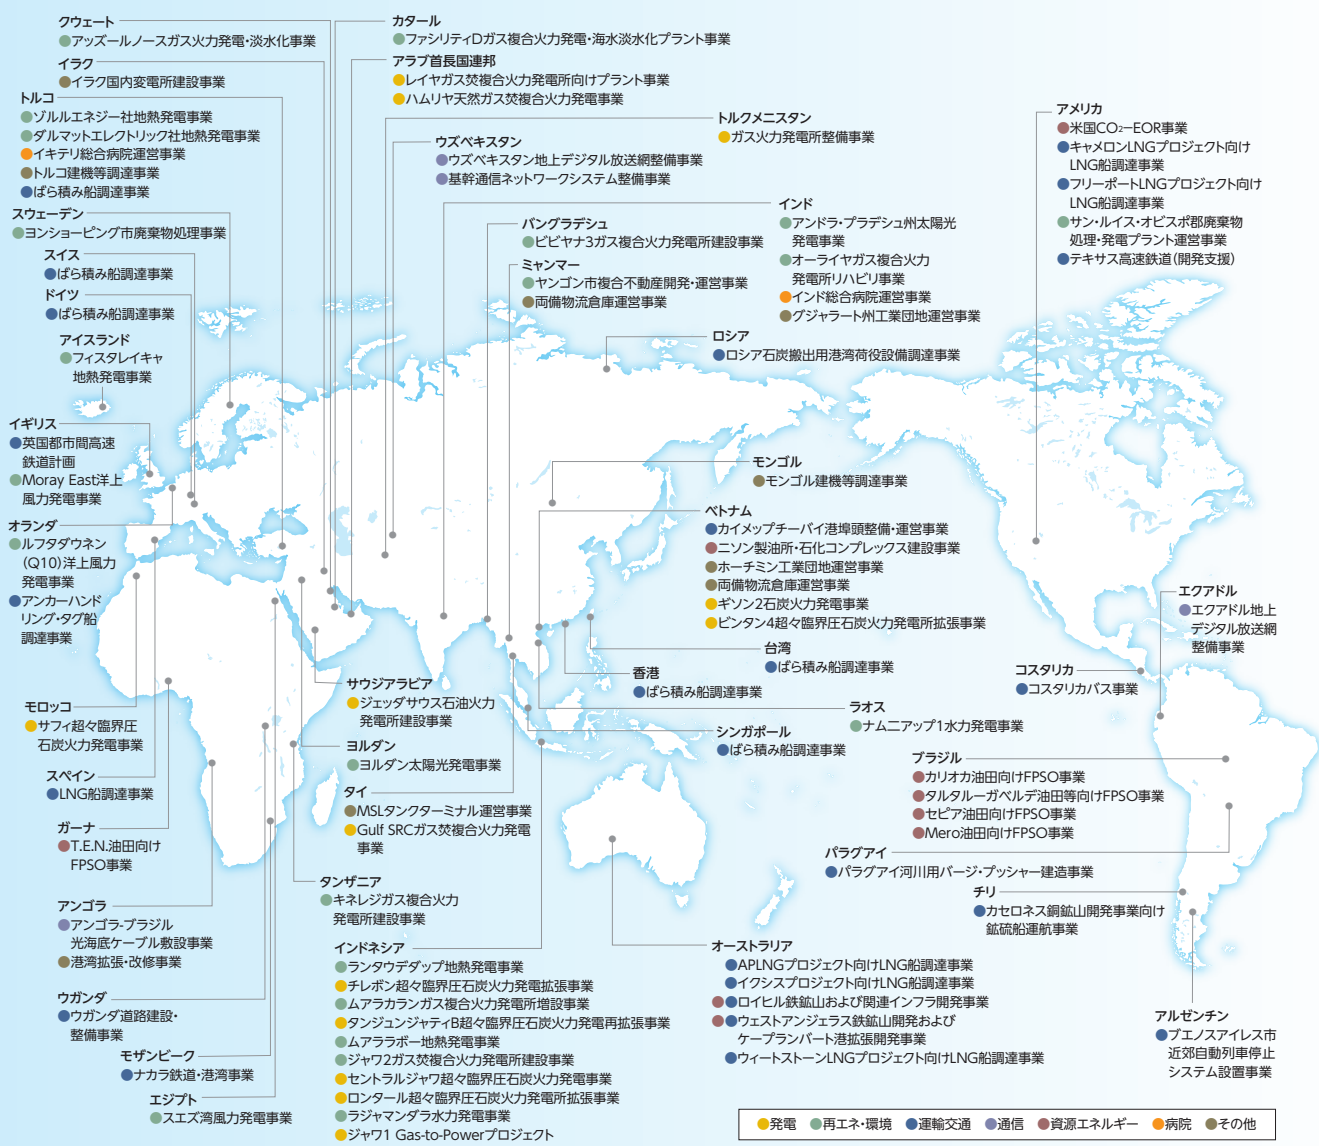 クウェート
アッズールノースガス火力発電・淡水化事業
イラク
イラク国内変電所建設事業
トルコ
ゾルルエネジー社地熱発電事業
ダルマットエレクトリック社地熱発電事業
イキテリ総合病院運営事業
トルコ建機等調達事業
ばら積み船調達事業
スウェーデン
ヨンショーピング市廃棄物処理事業
スイス
ばら積み船調達事業
ドイツ
ばら積み船調達事業
アイスランド
フィスタレイキャ
地熱発電事業
イギリス
英国都市間高速
鉄道計画
Moray East洋上
風力発電事業
オランダ
ルフタダウネン
(Q10)洋上風力
発電事業
アンカーハンド
リング・タグ船
調達事業
モロッコ
サフィ超々臨界圧
石炭火力発電事業
スペイン
LNG船調達事業
ガーナ
T.E.N.油田向け
FPSO事業
アンゴラ
アンゴラ-ブラジル
光海底ケーブル敷設事業
港湾拡張・改修事業
ウガンダ
ウガンダ道路建設・
整備事業
モザンビーク
ナカラ鉄道・港湾事業
エジプト
スエズ湾風力発電事業
カタール
ファシリティDガス複合火力発電・海水淡水化プラント事業
アラブ首長国連邦
レイヤガス焚複合火力発電所向けプラント事業
ハムリヤ天然ガス焚複合火力発電事業
トルクメニスタン
ガス火力発電所整備事業
ウズベキスタン
ウズベキスタン地上デジタル放送網整備事業
基幹通信ネットワークシステム整備事業
バングラデシュ
ビビヤナ3ガス複合火力発電所建設事業
ミャンマー
ヤンゴン市複合不動産開発・運営事業
両備物流倉庫運営事業
インド
アンドラ・プラデシュ州太陽光
発電事業
オーライヤガス複合火力
発電所リハビリ事業
インド総合病院運営事業
グジャラート州工業団地運営事業
ロシア
ロシア石炭搬出用港湾荷役設備調達事業
モンゴル
モンゴル建機等調達事業
ベトナム
カイメップチーバイ港埠頭整備・運営事業
ニソン製油所・石化コンプレックス建設事業
ホーチミン工業団地運営事業
両備物流倉庫運営事業
ギソン2石炭火力発電事業
ビンタン4超々臨界圧石炭火力発電所拡張事業
台湾
ばら積み船調達事業
香港
ばら積み船調達事業
ラオス
ナムニアップ1水力発電事業
シンガポール
ばら積み船調達事業
サウジアラビア
ジェッダサウス石油火力
発電所建設事業
ヨルダン
ヨルダン太陽光発電事業
タイ
MSLタンクターミナル運営事業
Gulf SRCガス焚複合火力発電
事業
タンザニア
キネレジガス複合火力
発電所建設事業
インドネシア
ランタウデダップ地熱発電事業
チレボン超々臨界圧石炭火力発電拡張事業
ムアラカランガス複合火力発電所増設事業
タンジュンジャティB超々臨界圧石炭火力発電再拡張事業
ムアララボー地熱発電事業
ジャワ2ガス焚複合火力発電所建設事業
セントラルジャワ超々臨界圧石炭火力発電事業
ロンタール超々臨界圧石炭火力発電所拡張事業
ラジャマンダラ水力発電事業
ジャワ1 Gas-to-Powerプロジェクト
オーストラリア
APLNGプロジェクト向けLNG船調達事業
イクシスプロジェクト向けLNG船調達事業
ロイヒル鉄鉱山および関連インフラ開発事業
ウェストアンジェラス鉄鉱山開発および
ケープランバート港拡張開発事業
ウィートストーンLNGプロジェクト向けLNG船調達事業
アメリカ
米国CO₂-EOR事業
キャメロンLNGプロジェクト向け
LNG船調達事業
フリーポートLNGプロジェクト向け
LNG船調達事業
サン・ルイス・オビスポ郡廃棄物
処理・発電プラント運営事業
テキサス高速鉄道(開発支援)
エクアドル
エクアドル地上
デジタル放送網
整備事業
コスタリカ
コスタリカバス事業
ブラジル
カリオカ油田向けFPSO事業
タルタルーガベルデ油田等向けFPSO事業
セピア油田向けFPSO事業
Mero油田向けFPSO事業
パラグアイ
パラグアイ河川用バージ・プッシャー建造事業
チリ
カセロネス銅鉱山開発事業向け
鉱硫船運航事業
アルゼンチン
ブエノスアイレス市
近郊自動列車停止
システム設置事業
発電 再エネ・環境 運輸交通 通信 資源エネルギー 病院 その他